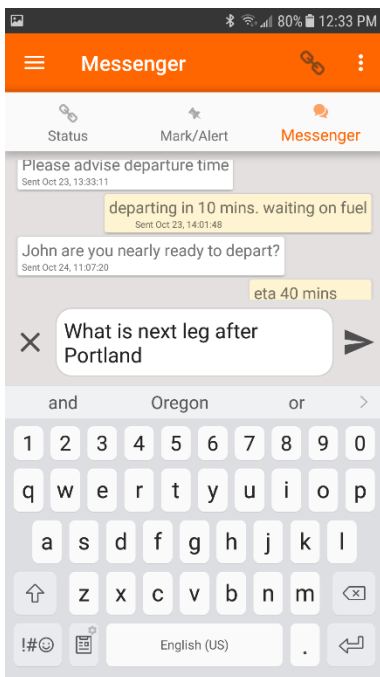 80% 12:33 PM
Messenger
Status Mark/Alert Messenger
Please advise departure time
Sent Oct 23, 13:33:11
departing in 10 mins. waiting on fuel
Sent Oct 23, 14:01:48
John are you nearly ready to depart?
Sent Oct 24, 11:07:20
eta 40 mins
What is next leg after
Portland
and Oregon or
1 2 3 4 5 6 7 8 9 0
q w e r t y u i o p
a s d f g h j k l
z x c v b n m
!#☺ English (US) .